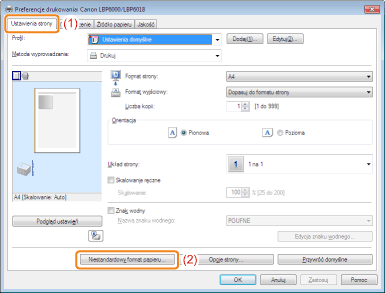 Preferencje drukowania: Canon LBP6000/LBP6018
Ustawienia strony (1) zenie Źródło papieru Jakość
Profil: Ustawienia domyślne Dodaj(1)... Edytuj(2)...
Metoda wyprowadzania: Drukuj
Format strony: A4
Format wyjściowy: Dopasuj do formatu strony
Liczba kopii: 1 [1 do 999]
Orientacja
A Pionowa A Pozioma
Układ strony: 1 1 na 1
Skalowanie ręczne
Skalowanie: 100 % [25 do 200]
A4 [Skalowanie: Auto]
Znak wodny
Podgląd ustawień Nazwa znaku wodnego: POUFNE
Edycja znaku wodnego...
Niestandardowy format papieru... (2) Opcje strony... Przywróć domyślne
OK Anuluj Zastosuj Pomoc